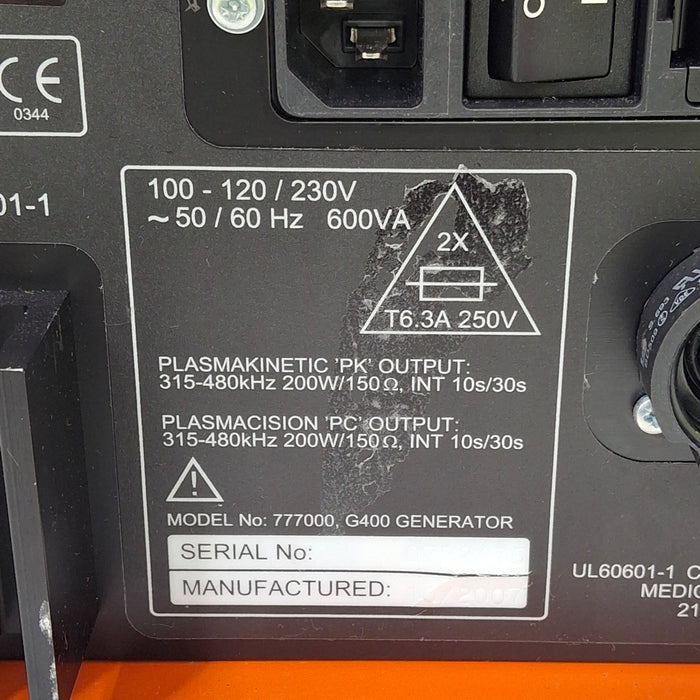 CE
0344
01-1
100 - 120 / 230V
~ 50 / 60 Hz 600VA
2X
T6.3A 250V
PLASMAKINETIC 'PK' OUTPUT:
315-480kHz 200W/150Ω, INT 10s/30s
PLASMACISION 'PC' OUTPUT:
315-480kHz 200W/150Ω, INT 10s/30s
!
MODEL No: 777000, G400 GENERATOR
SERIAL No:
MANUFACTURED: 2007
UL60601-1 C
MEDIC
21